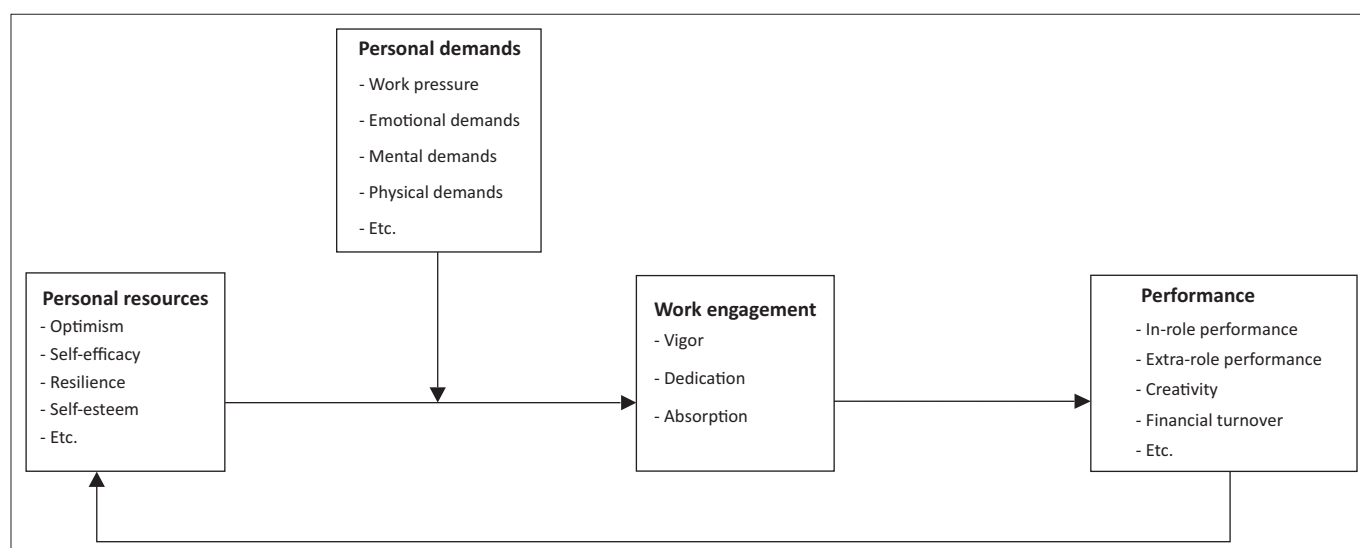 Personal demands
- Work pressure
- Emotional demands
- Mental demands
- Physical demands
- Etc.
Personal resources
- Optimism
- Self-efficacy
- Resilience
- Self-esteem
- Etc.
Work engagement
- Vigor
- Dedication
- Absorption
Performance
- In-role performance
- Extra-role performance
- Creativity
- Financial turnover
- Etc.